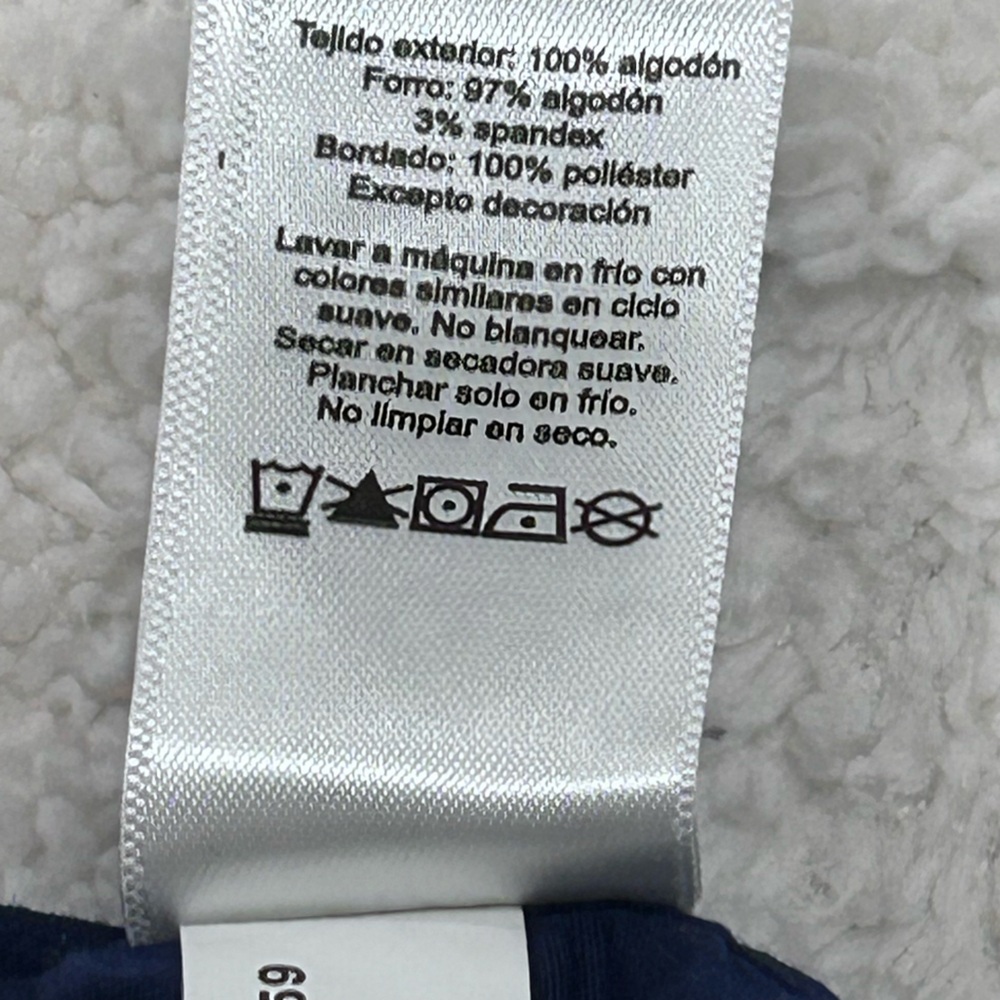 Tejido exterior: 100% algodón
Forro: 97% algodón
3% spandex
Bordado: 100% poliéster
Excepto decoración
Lavar a máquina en frío con
colores similares en ciclo
suave. No blanquear.
Secar en secadora suave.
Planchar solo en frío.
No limpiar en seco.
59